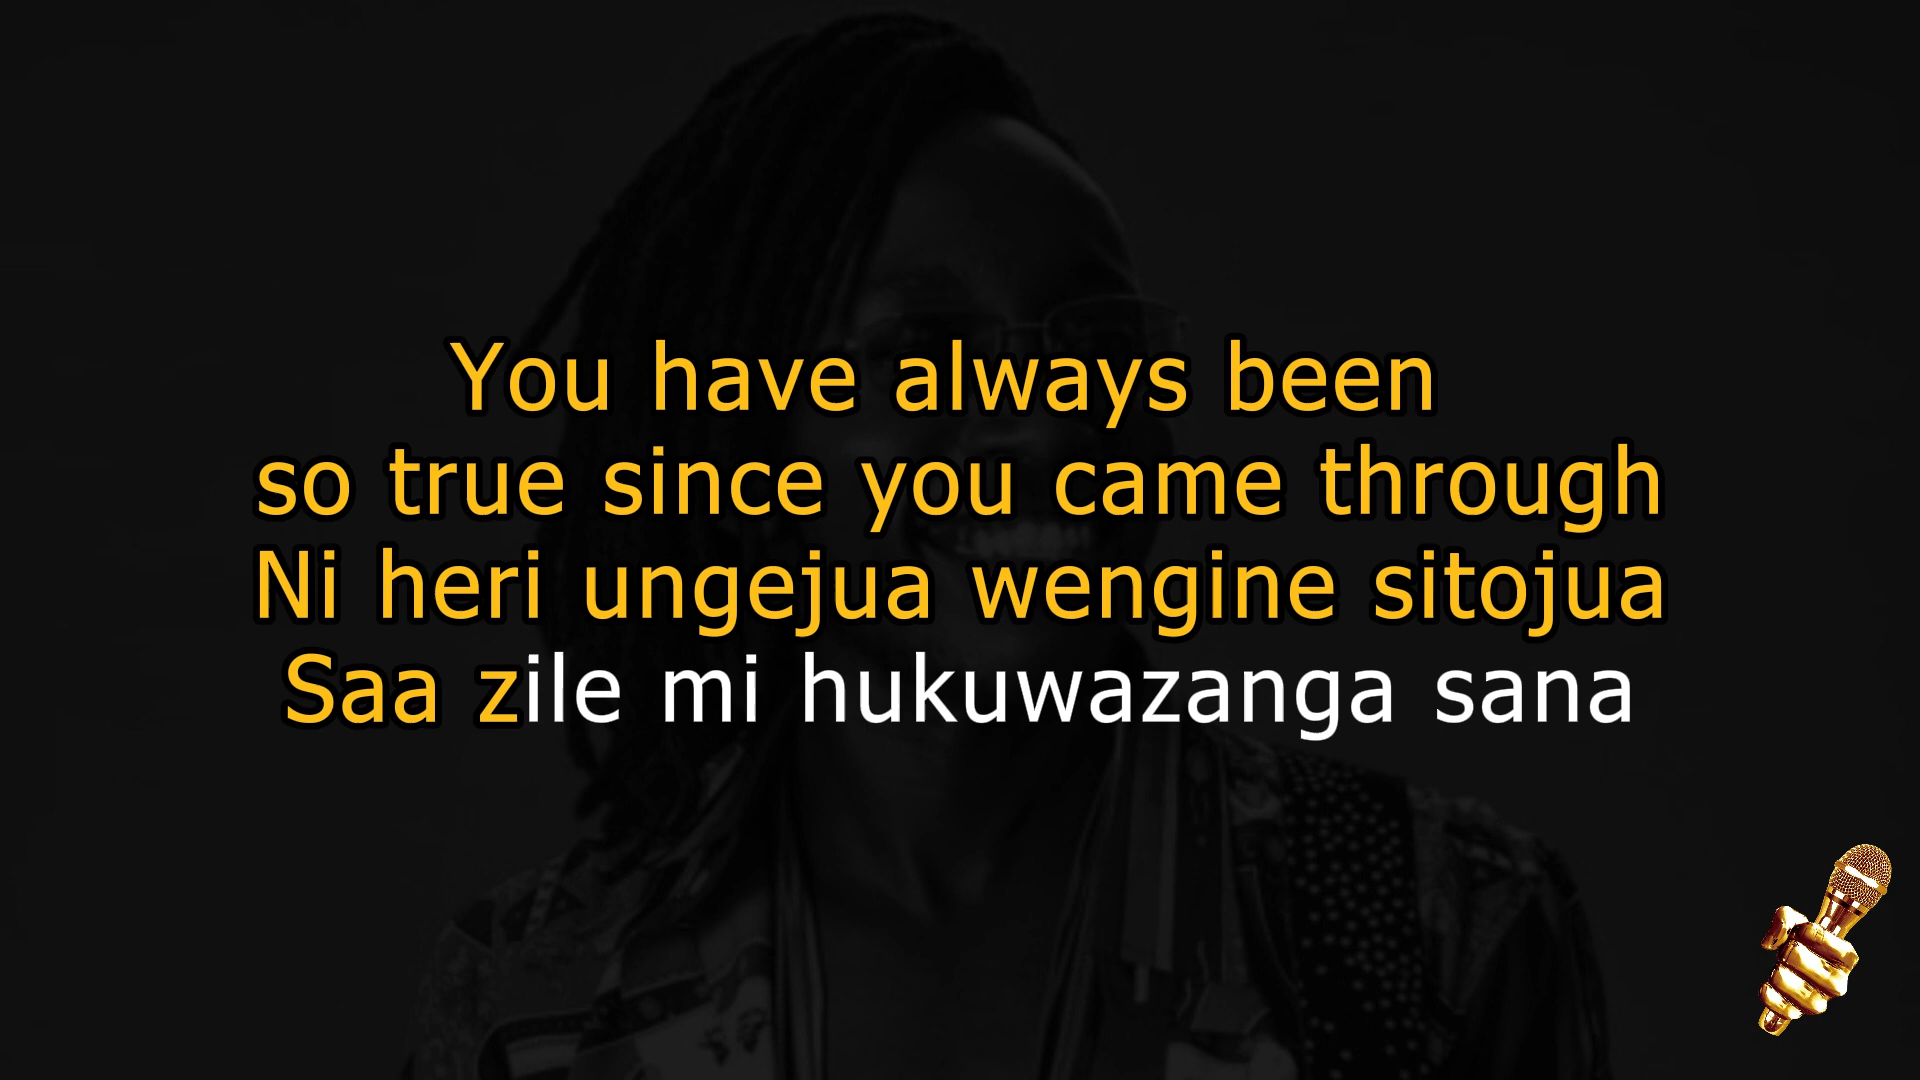 You have always been
so true since you came through
Ni heri ungejua wengine sitojua
Saa zile mi hukuwazanga sana